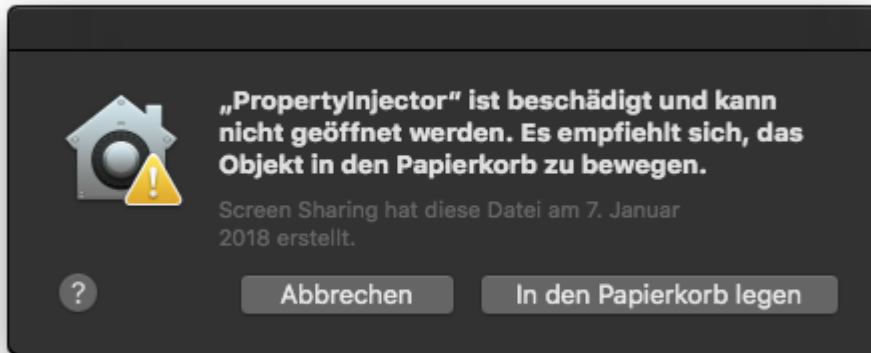 „PropertyInjector“ ist beschädigt und kann
nicht geöffnet werden. Es empfiehlt sich, das
Objekt in den Papierkorb zu bewegen.
Screen Sharing hat diese Datei am 7. Januar
2018 erstellt.
?
Abbrechen
In den Papierkorb legen